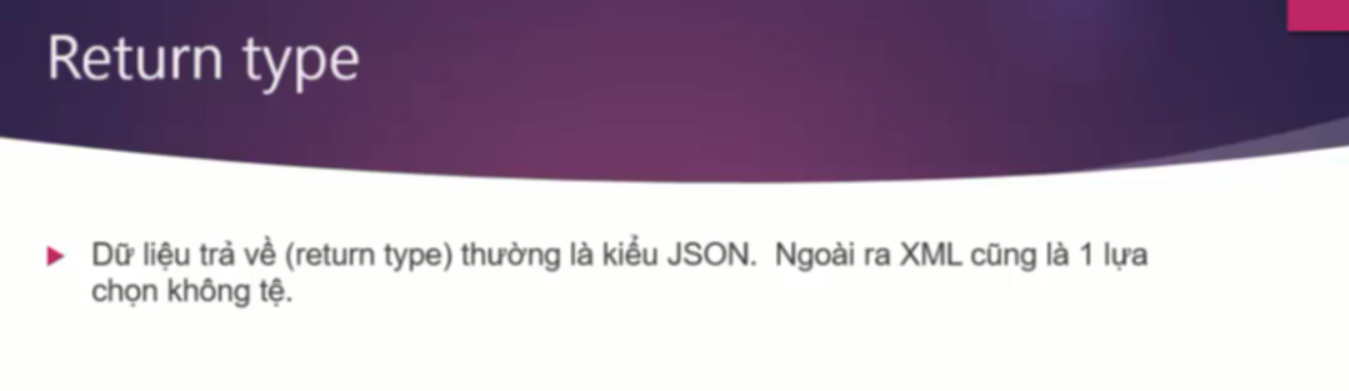 Return type
Dữ liệu trả về (return type) thường là kiểu JSON.  Ngoài ra XML cũng là 1 lựa
chọn không tệ.